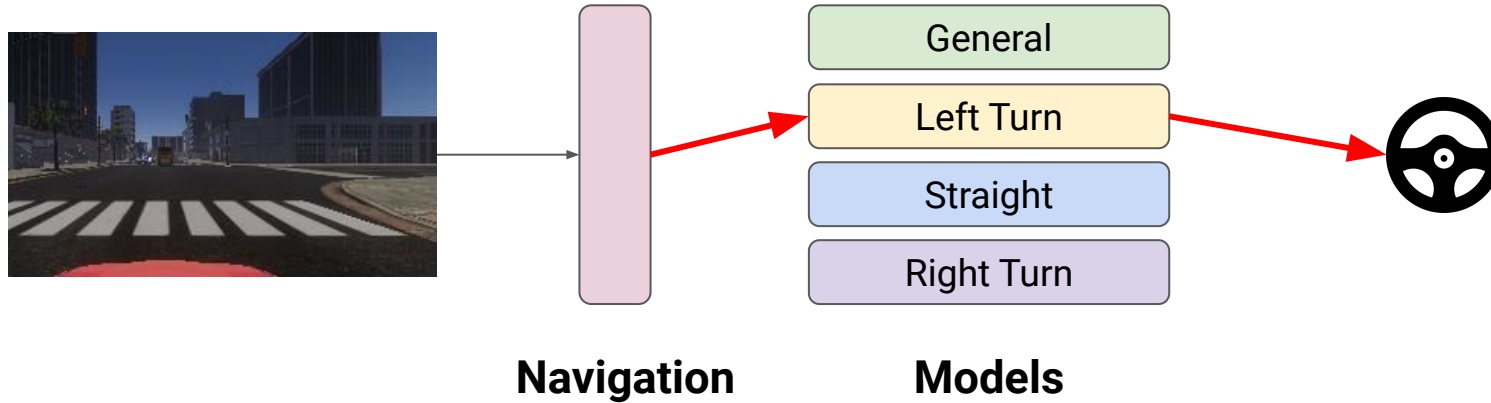 General
Left Turn
Straight
Right Turn
Navigation
Models